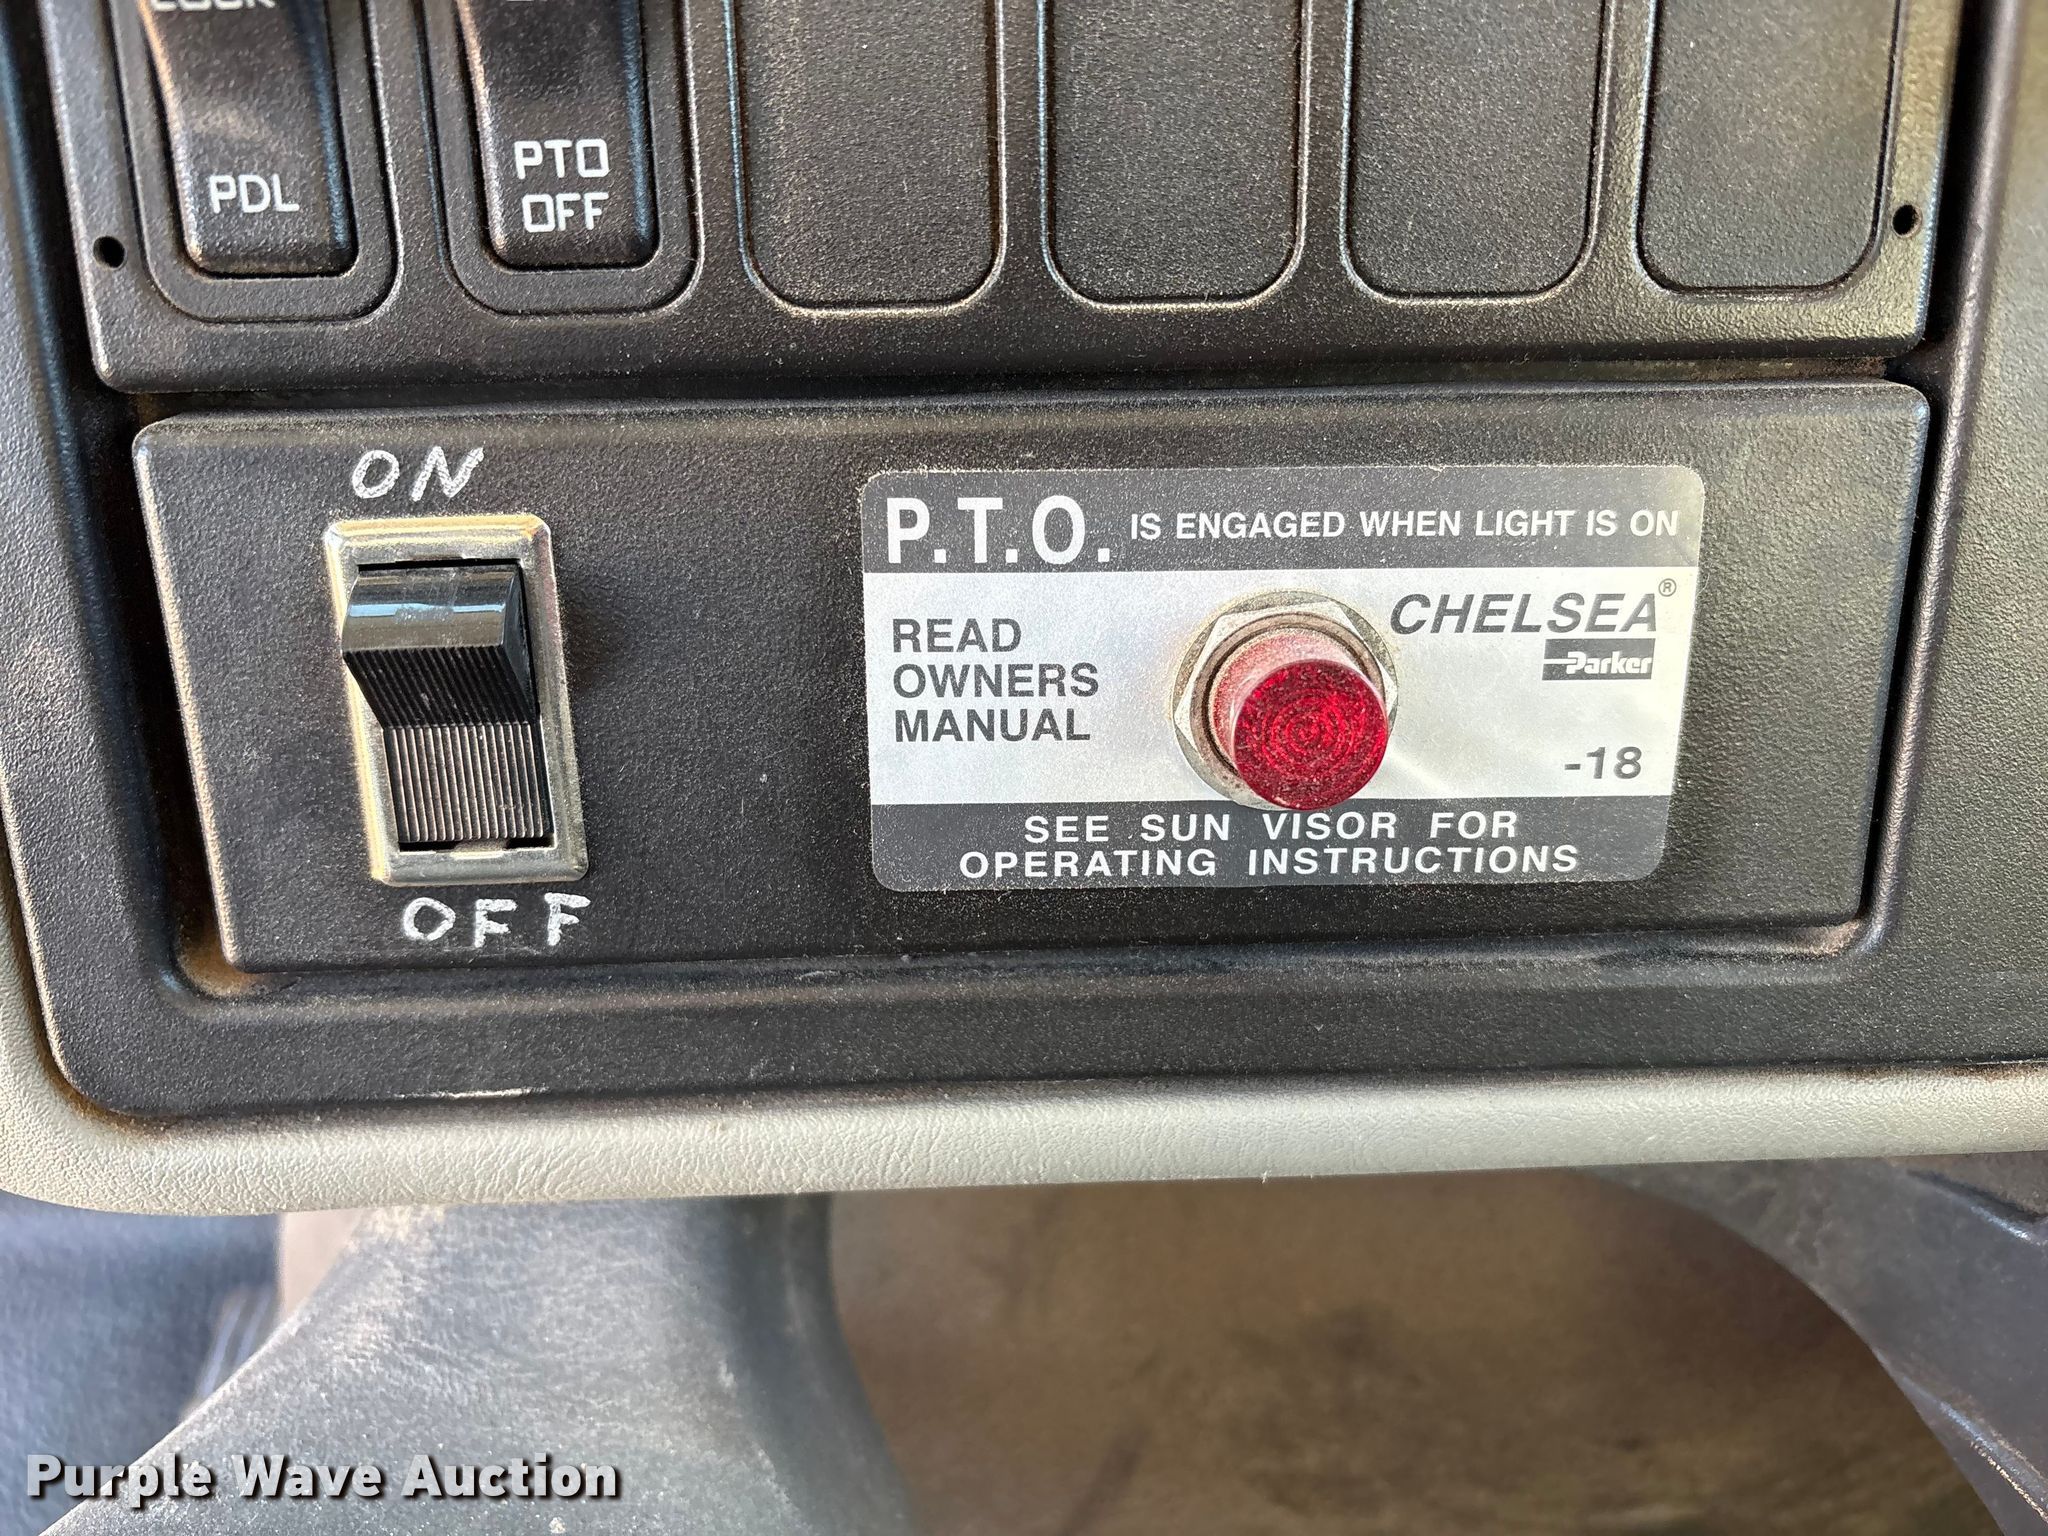 PDL
PTO
OFF
ON
OFF
P.T.O. IS ENGAGED WHEN LIGHT IS ON
READ
OWNERS
MANUAL
CHELSEA®
Parker
-18
SEE SUN VISOR FOR
OPERATING INSTRUCTIONS
Purple Wave Auction